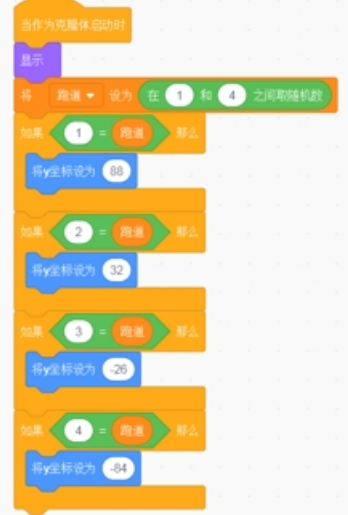 当作为克隆体启动时
显示
将 跑道 设为 在 1 和 4 之间取随机数
如果 1 = 跑道 那么
将y坐标设为 88
如果 2 = 跑道 那么
将y坐标设为 32
如果 3 = 跑道 那么
将y坐标设为 -26
如果 4 = 跑道 那么
将y坐标设为 -84